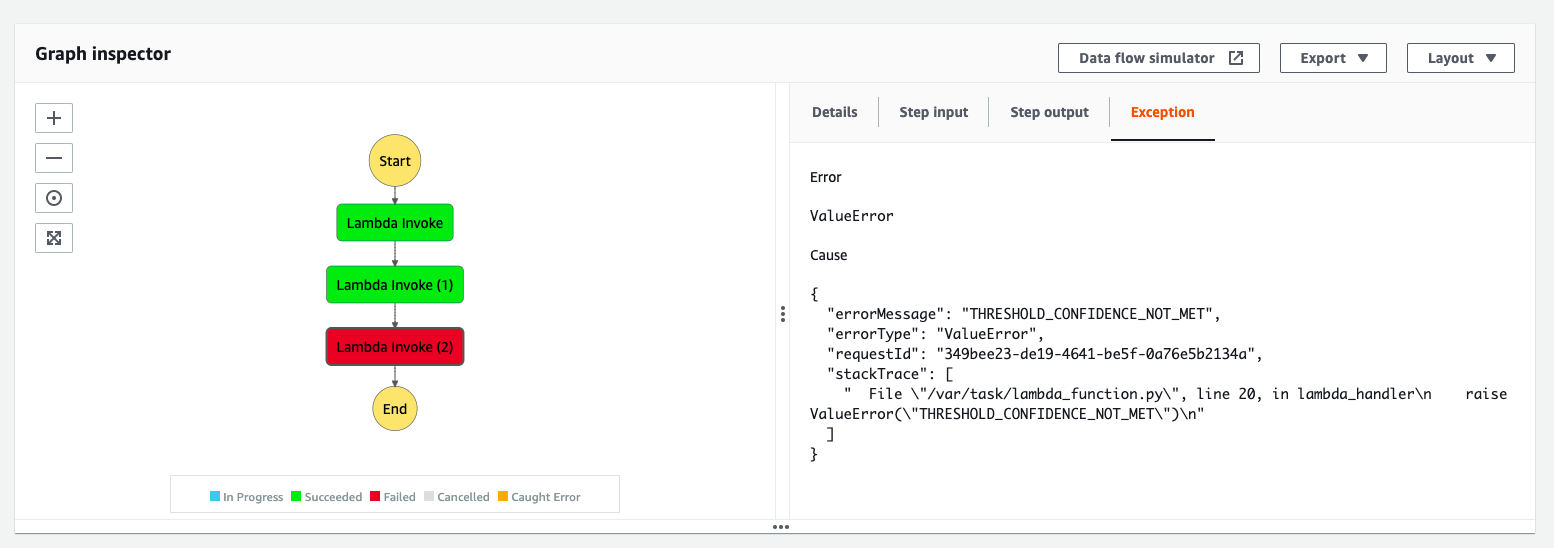 Graph inspector
Data flow simulator
Export
Layout
Start
Lambda Invoke
Lambda Invoke (1)
Lambda Invoke (2)
End
In Progress Succeeded Failed Cancelled Caught Error
Details Step input Step output Exception
Error
ValueError
Cause
{
"errorMessage": "THRESHOLD_CONFIDENCE_NOT_MET",
"errorType": "ValueError",
"requestId": "349bee23-de19-4641-be5f-0a76e5b2134a",
"stackTrace": [
"  File \"/var/task/lambda_function.py\", line 20, in lambda_handler\n    raise
ValueError(\"THRESHOLD_CONFIDENCE_NOT_MET\")\n"
]
}